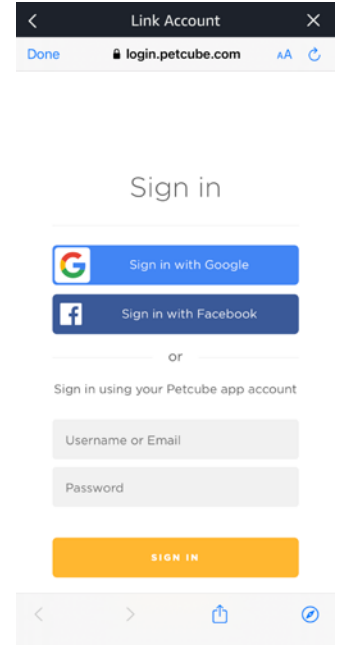 Link Account
Done login.petcube.com AA
Sign in
Sign in with Google
Sign in with Facebook
or
Sign in using your Petcube app account
Username or Email
Password
SIGN IN